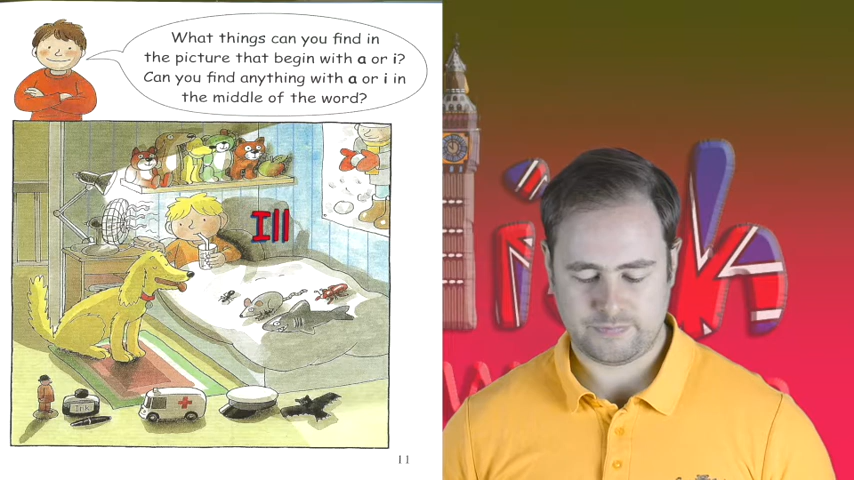 What things can you find in
the picture that begin with a or i?
Can you find anything with a or i in
the middle of the word?
Ill
Ink
11